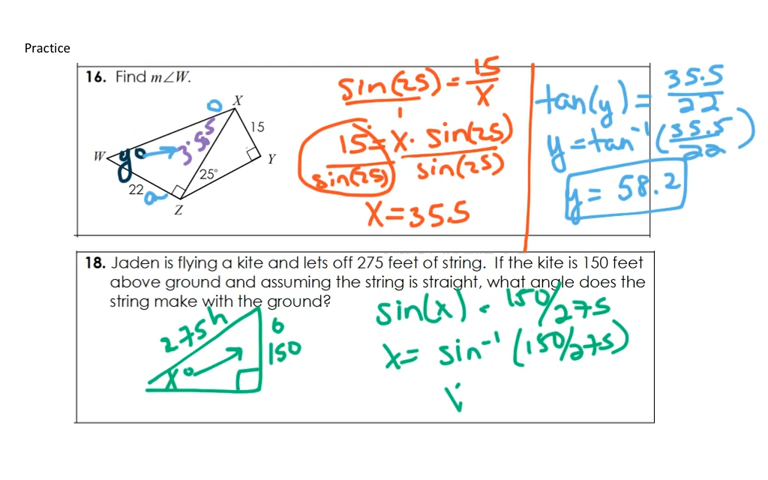 Practice
16. Find m∠W.
X
15
W
y°
35.5
25°
Y
22
Z
o
a
sin(25) = 15/X
1
15 = X · sin(25)
sin(25) sin(25)
X = 35.5
tan(y) = 35.5/22
y = tan⁻¹ (35.5/22)
y = 58.2
18. Jaden is flying a kite and lets off 275 feet of string. If the kite is 150 feet
above ground and assuming the string is straight, what angle does the
string make with the ground?
275 h
o
150
x°
sin(x) = 150/275
x = sin⁻¹ (150/275)